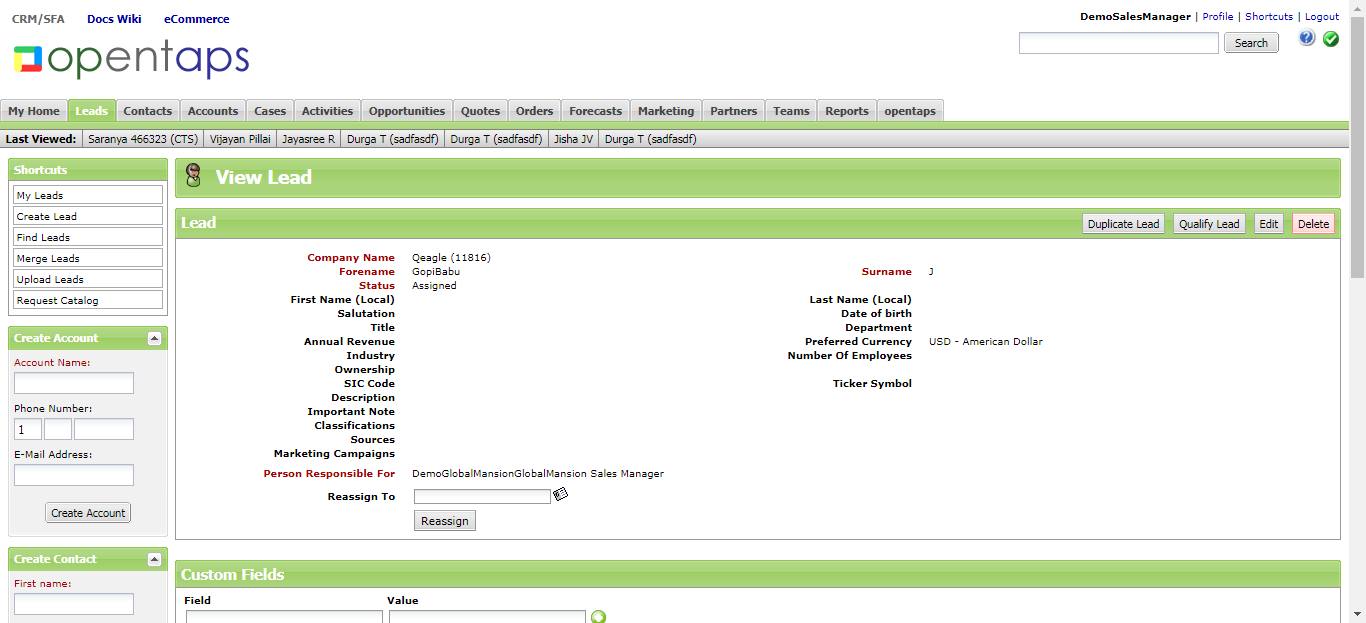 CRM/SFA Docs Wiki eCommerce
DemoSalesManager | Profile | Shortcuts | Logout
opentaps
Search
My Home Leads Contacts Accounts Cases Activities Opportunities Quotes Orders Forecasts Marketing Partners Teams Reports opentaps
Last Viewed: Saranya 466323 (CTS) Vijayan Pillai Jayasree R Durga T (sadfasdf) Durga T (sadfasdf) Jisha JV Durga T (sadfasdf)
Shortcuts
My Leads
Create Lead
Find Leads
Merge Leads
Upload Leads
Request Catalog
Create Account
Account Name:
Phone Number:
1
E-Mail Address:
Create Account
Create Contact
First name:
View Lead
Lead
Duplicate Lead Qualify Lead Edit Delete
Company Name Qeagle (11816)
Forename GopiBabu Surname J
Status Assigned
First Name (Local) Last Name (Local)
Salutation Date of birth
Title Department
Annual Revenue Preferred Currency USD - American Dollar
Industry Number Of Employees
Ownership
SIC Code Ticker Symbol
Description
Important Note
Classifications
Sources
Marketing Campaigns
Person Responsible For DemoGlobalMansionGlobalMansion Sales Manager
Reassign To
Reassign
Custom Fields
Field Value